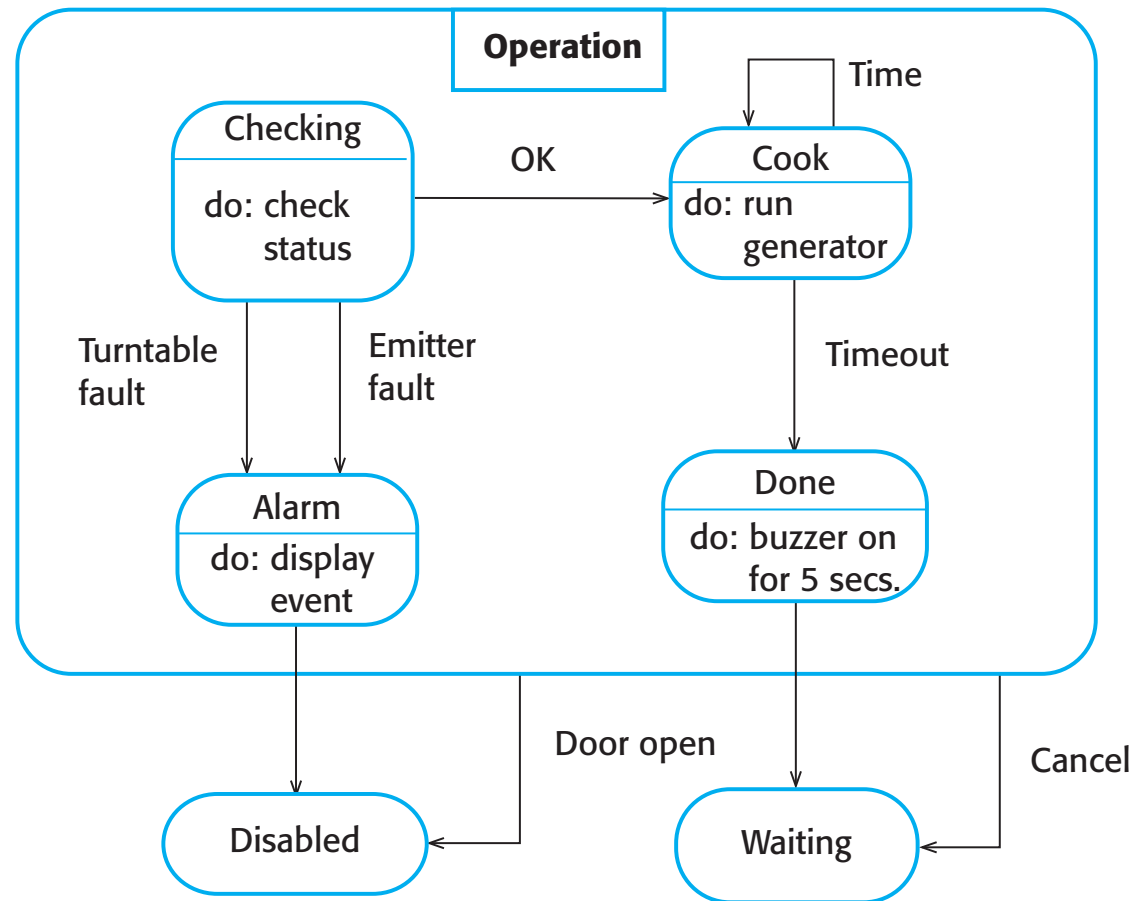 Operation
Time
Checking
do: check
status
OK
Cook
do: run
generator
Turntable
fault
Emitter
fault
Timeout
Alarm
do: display
event
Done
do: buzzer on
for 5 secs.
Door open
Cancel
Disabled
Waiting